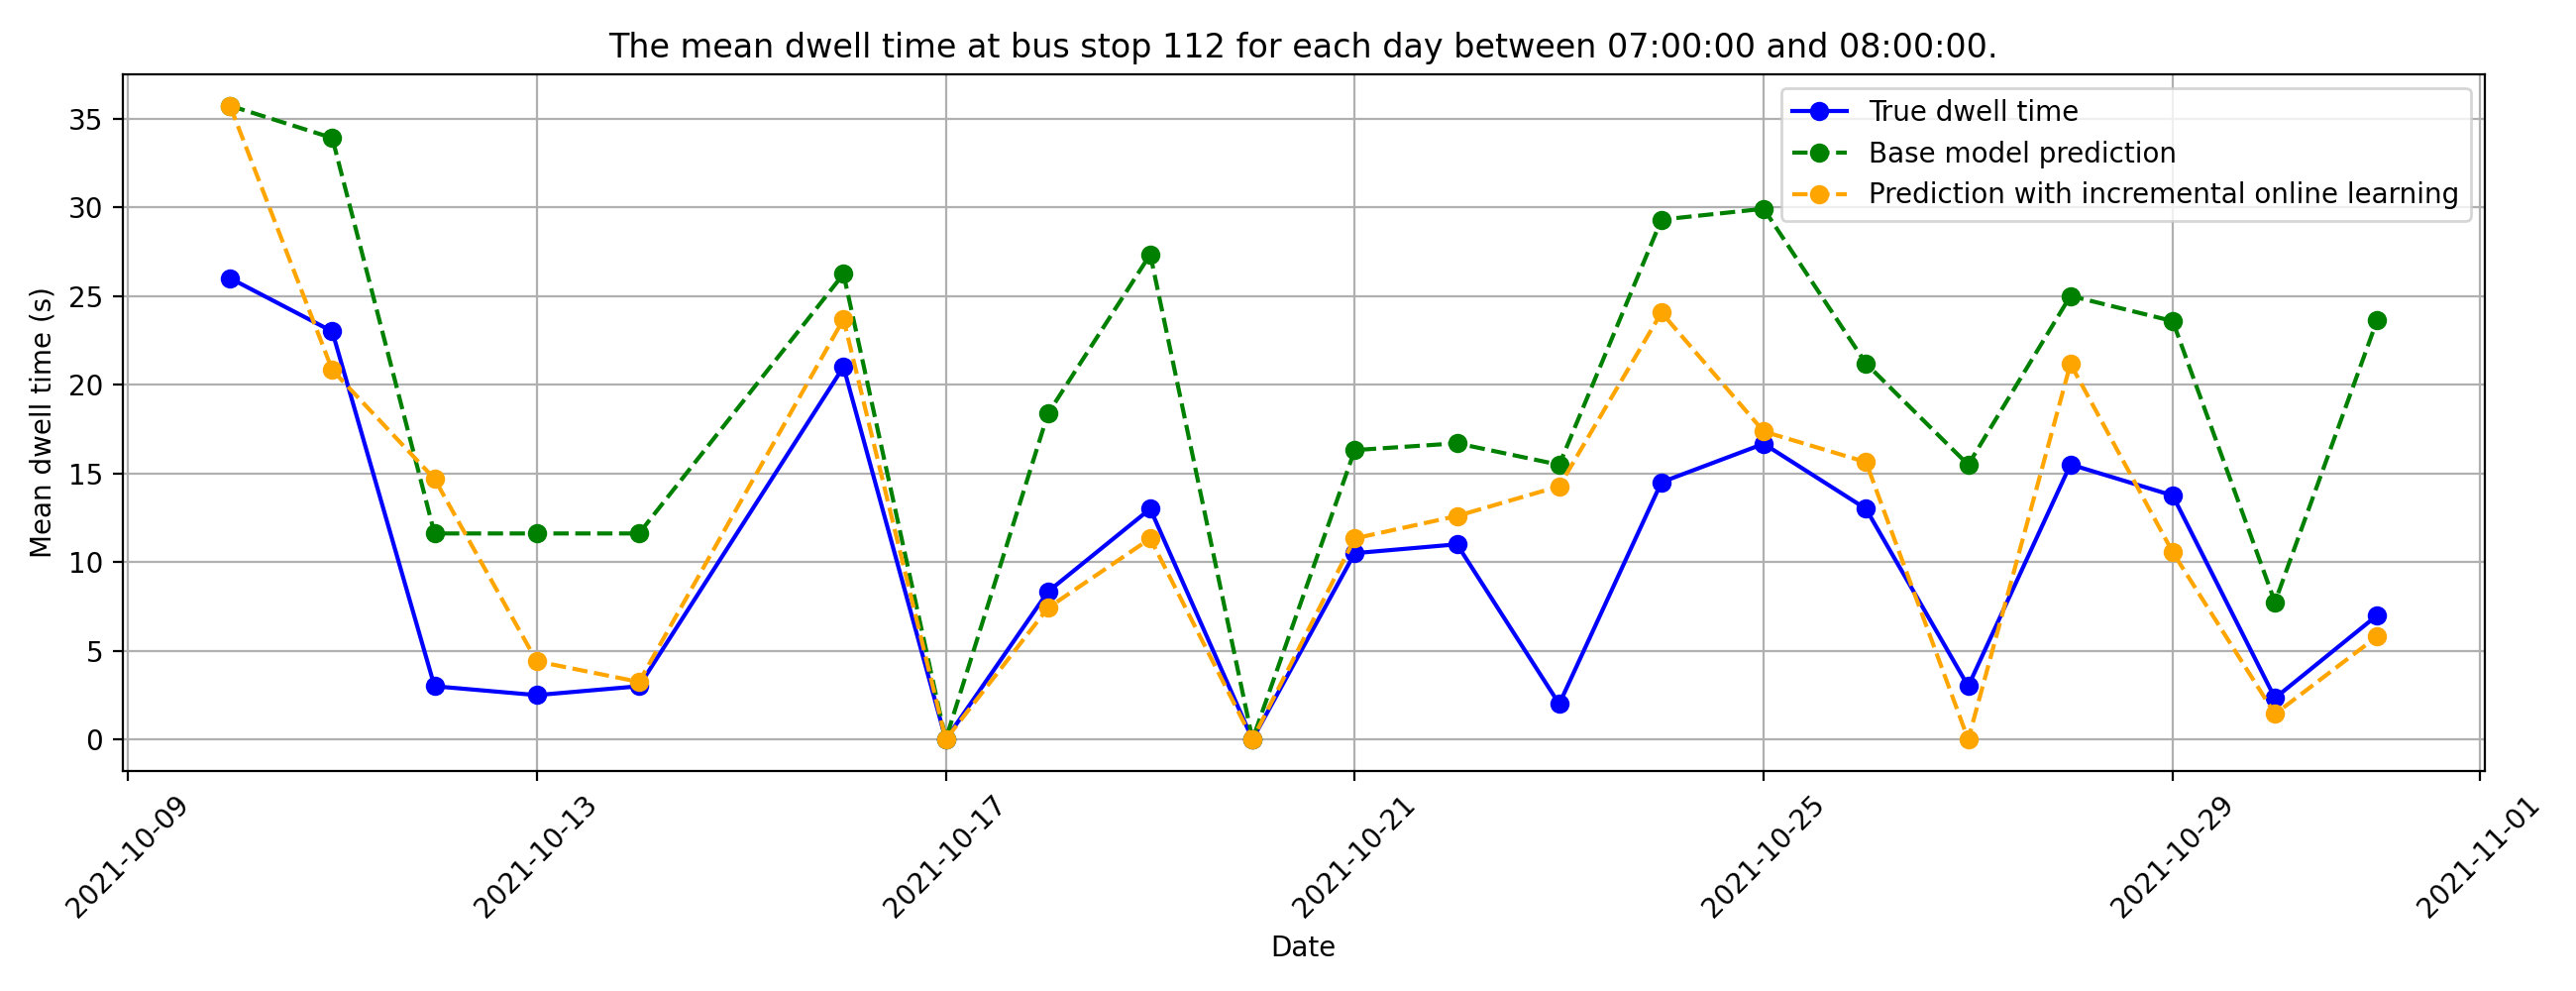 The mean dwell time at bus stop 112 for each day between 07:00:00 and 08:00:00.
True dwell time
Base model prediction
Prediction with incremental online learning
Mean dwell time (s)
35
30
25
20
15
10
5
0
2021-10-09
2021-10-13
2021-10-17
2021-10-21
2021-10-25
2021-10-29
2021-11-01
Date